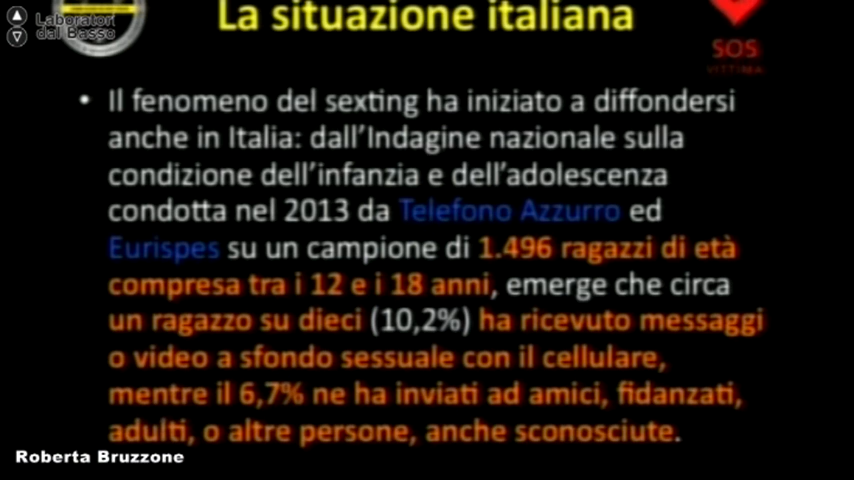 Laboratori
dal Basso
La situazione italiana
SOS
VITTIMA
• Il fenomeno del sexting ha iniziato a diffondersi
anche in Italia: dall'Indagine nazionale sulla
condizione dell'infanzia e dell'adolescenza
condotta nel 2013 da Telefono Azzurro ed
Eurispes su un campione di 1.496 ragazzi di età
compresa tra i 12 e i 18 anni, emerge che circa
un ragazzo su dieci (10,2%) ha ricevuto messaggi
o video a sfondo sessuale con il cellulare,
mentre il 6,7% ne ha inviati ad amici, fidanzati,
adulti, o altre persone, anche sconosciute.
Roberta Bruzzone